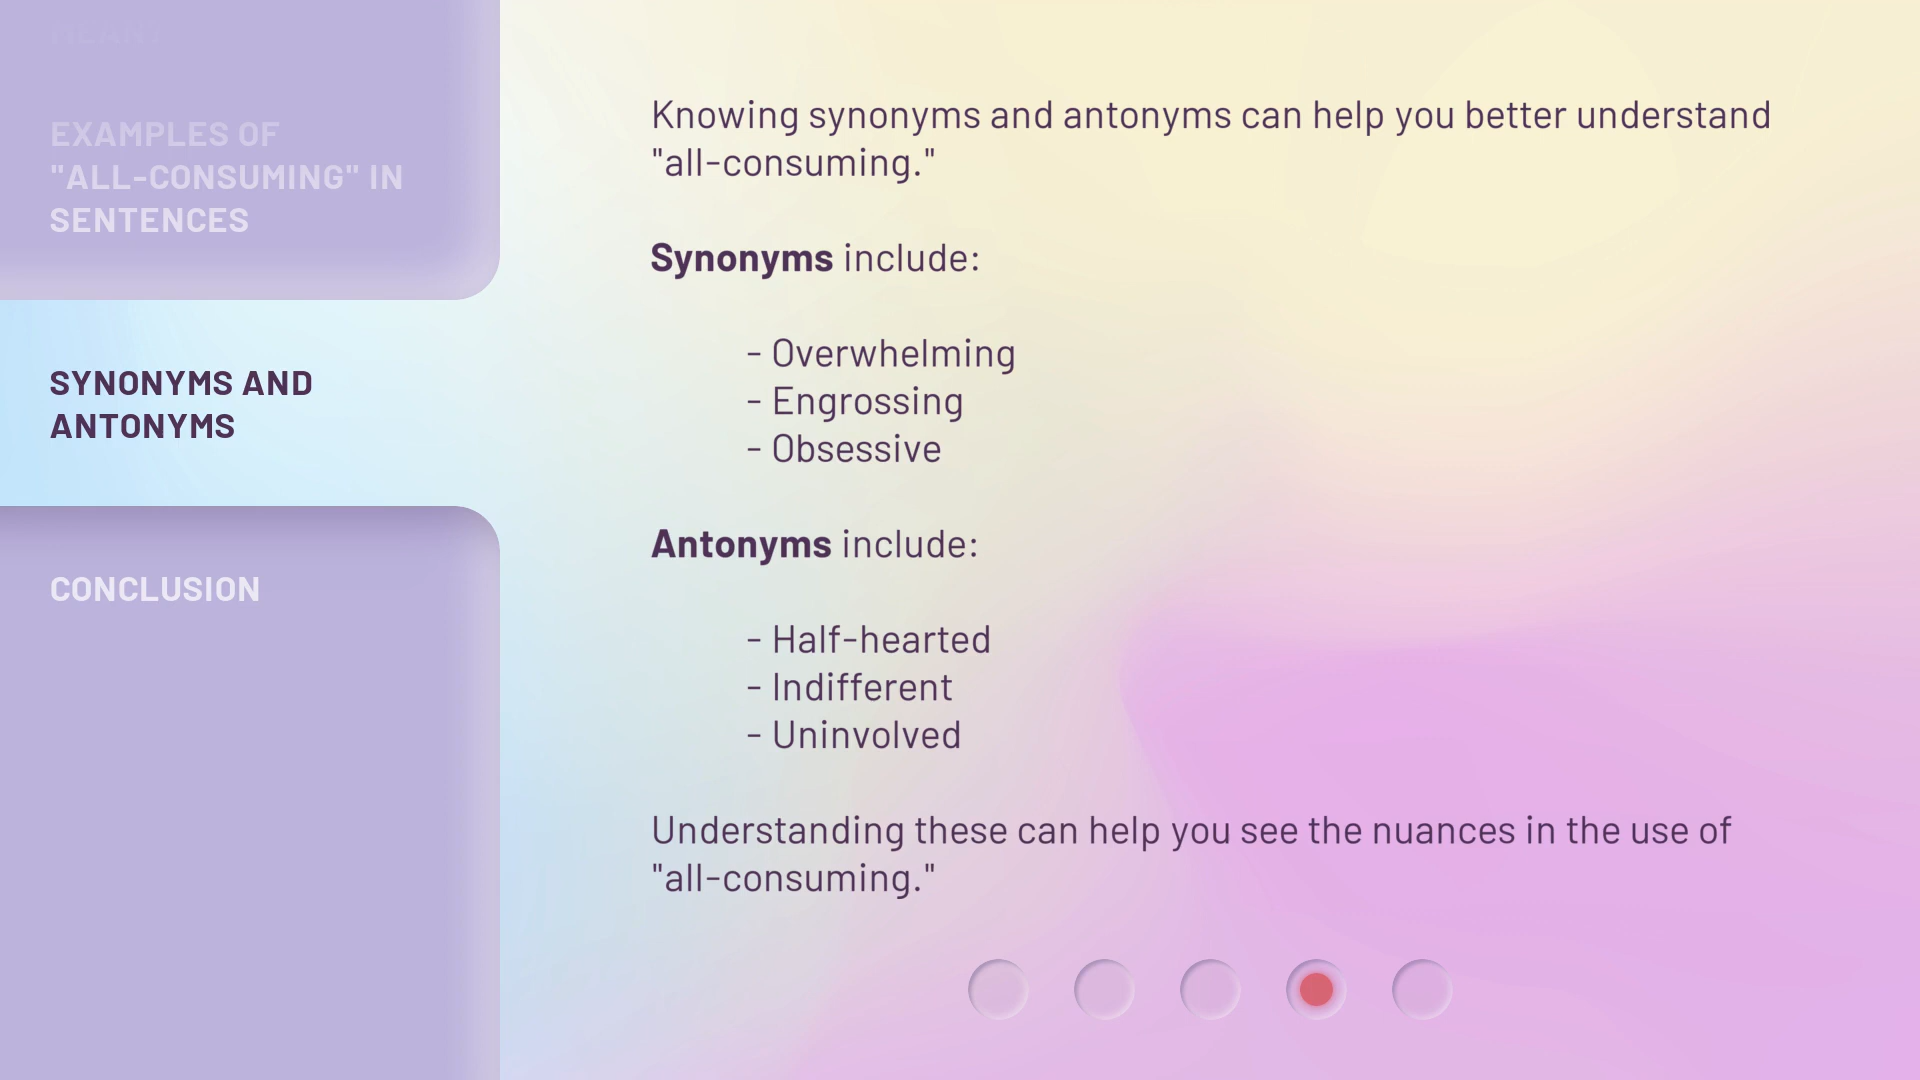 MEAN?
EXAMPLES OF
"ALL-CONSUMING" IN
SENTENCES
SYNONYMS AND
ANTONYMS
CONCLUSION
Knowing synonyms and antonyms can help you better understand
"all-consuming."
Synonyms include:
- Overwhelming
- Engrossing
- Obsessive
Antonyms include:
- Half-hearted
- Indifferent
- Uninvolved
Understanding these can help you see the nuances in the use of
"all-consuming."